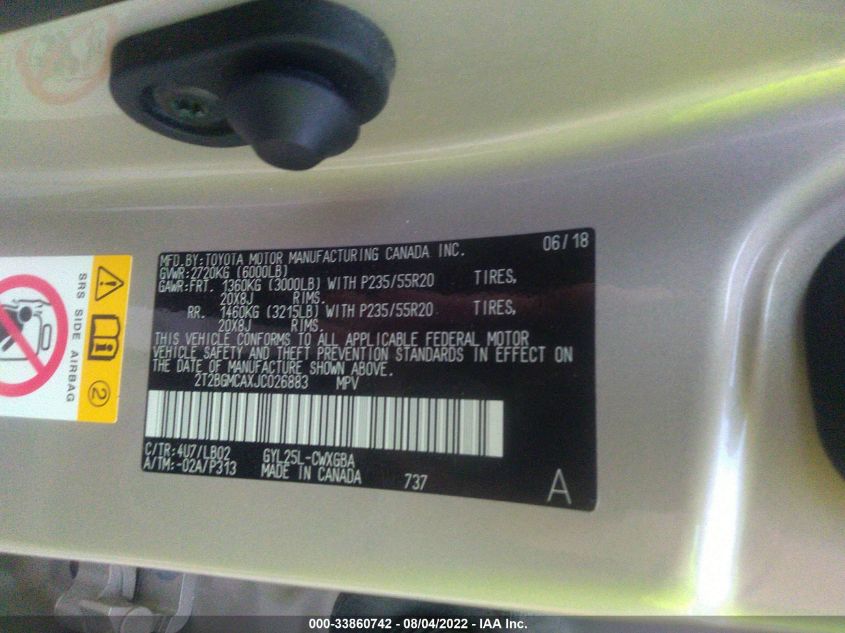 MFD.BY:TOYOTA MOTOR MANUFACTURING CANADA INC. 06/18
GVWR:2720KG (6000LB)
GAWR:FRT. 1360KG (3000LB) WITH P235/55R20 TIRES,
20X8J RIMS.
RR. 1460KG (3215LB) WITH P235/55R20 TIRES,
20X8J RIMS.
THIS VEHICLE CONFORMS TO ALL APPLICABLE FEDERAL MOTOR
VEHICLE SAFETY AND THEFT PREVENTION STANDARDS IN EFFECT ON
THE DATE OF MANUFACTURE SHOWN ABOVE.
2T2BGMCAXJC026883 MPV
C/TR:4U7/LB02 GYL25L-CWXGBA
A/TM:-02A/P313 MADE IN CANADA 737 A
SRS SIDE AIRBAG
2
000-33860742 - 08/04/2022 - IAA Inc.